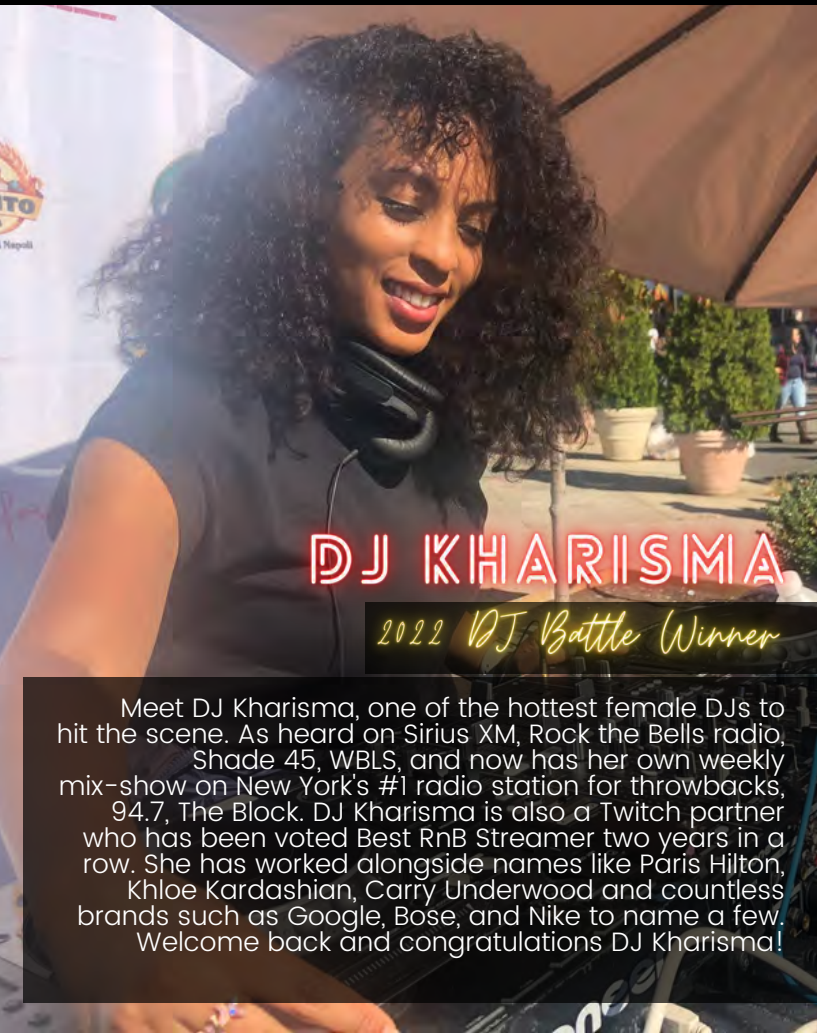 ITO
Napoli
DJ KHARISMA
2022 DJ Battle Winner
Meet DJ Kharisma, one of the hottest female DJs to
hit the scene. As heard on Sirius XM, Rock the Bells radio,
Shade 45, WBLS, and now has her own weekly
mix-show on New York's #1 radio station for throwbacks,
94.7, The Block. DJ Kharisma is also a Twitch partner
who has been voted Best RnB Streamer two years in a
row. She has worked alongside names like Paris Hilton,
Khloe Kardashian, Carry Underwood and countless
brands such as Google, Bose, and Nike to name a few.
Welcome back and congratulations DJ Kharisma!
oneer